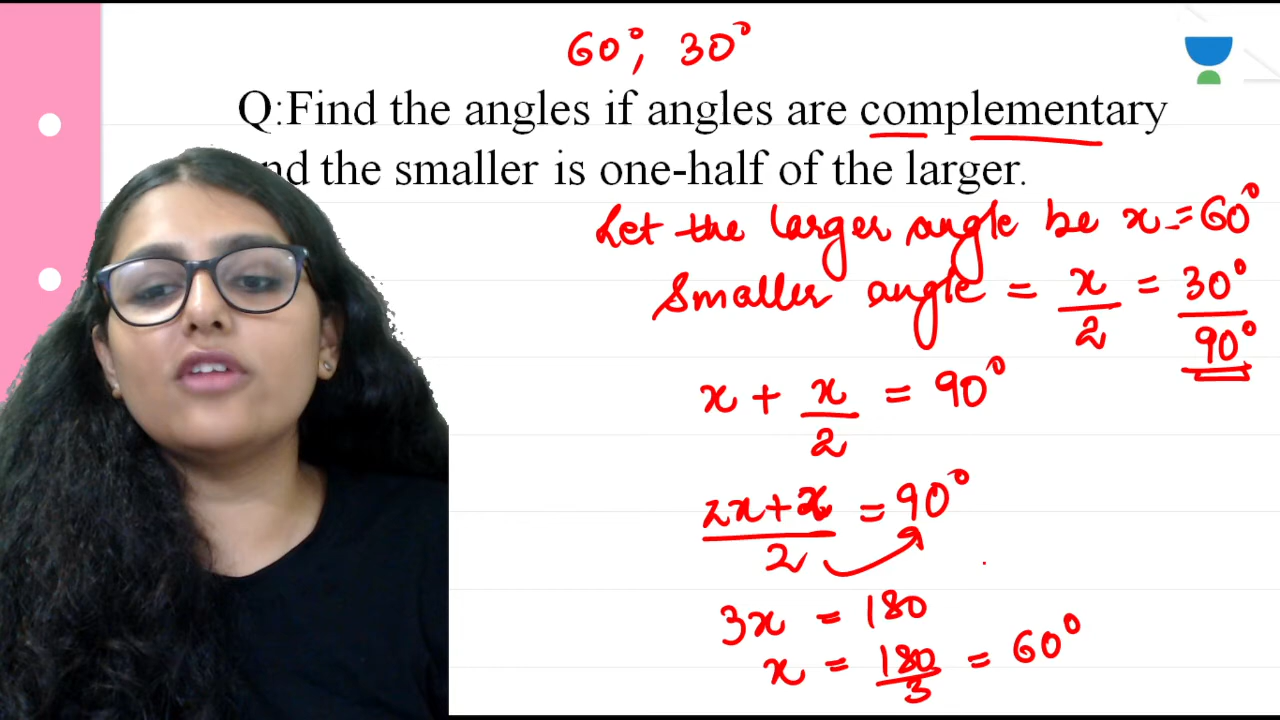 60°, 30°
Q:Find the angles if angles are complementary
nd the smaller is one-half of the larger.
Let the larger angle be x = 60°
Smaller angle = x/2 = 30°
90°
x + x/2 = 90°
2x+x/2 = 90°
3x = 180
x = 180/3 = 60°